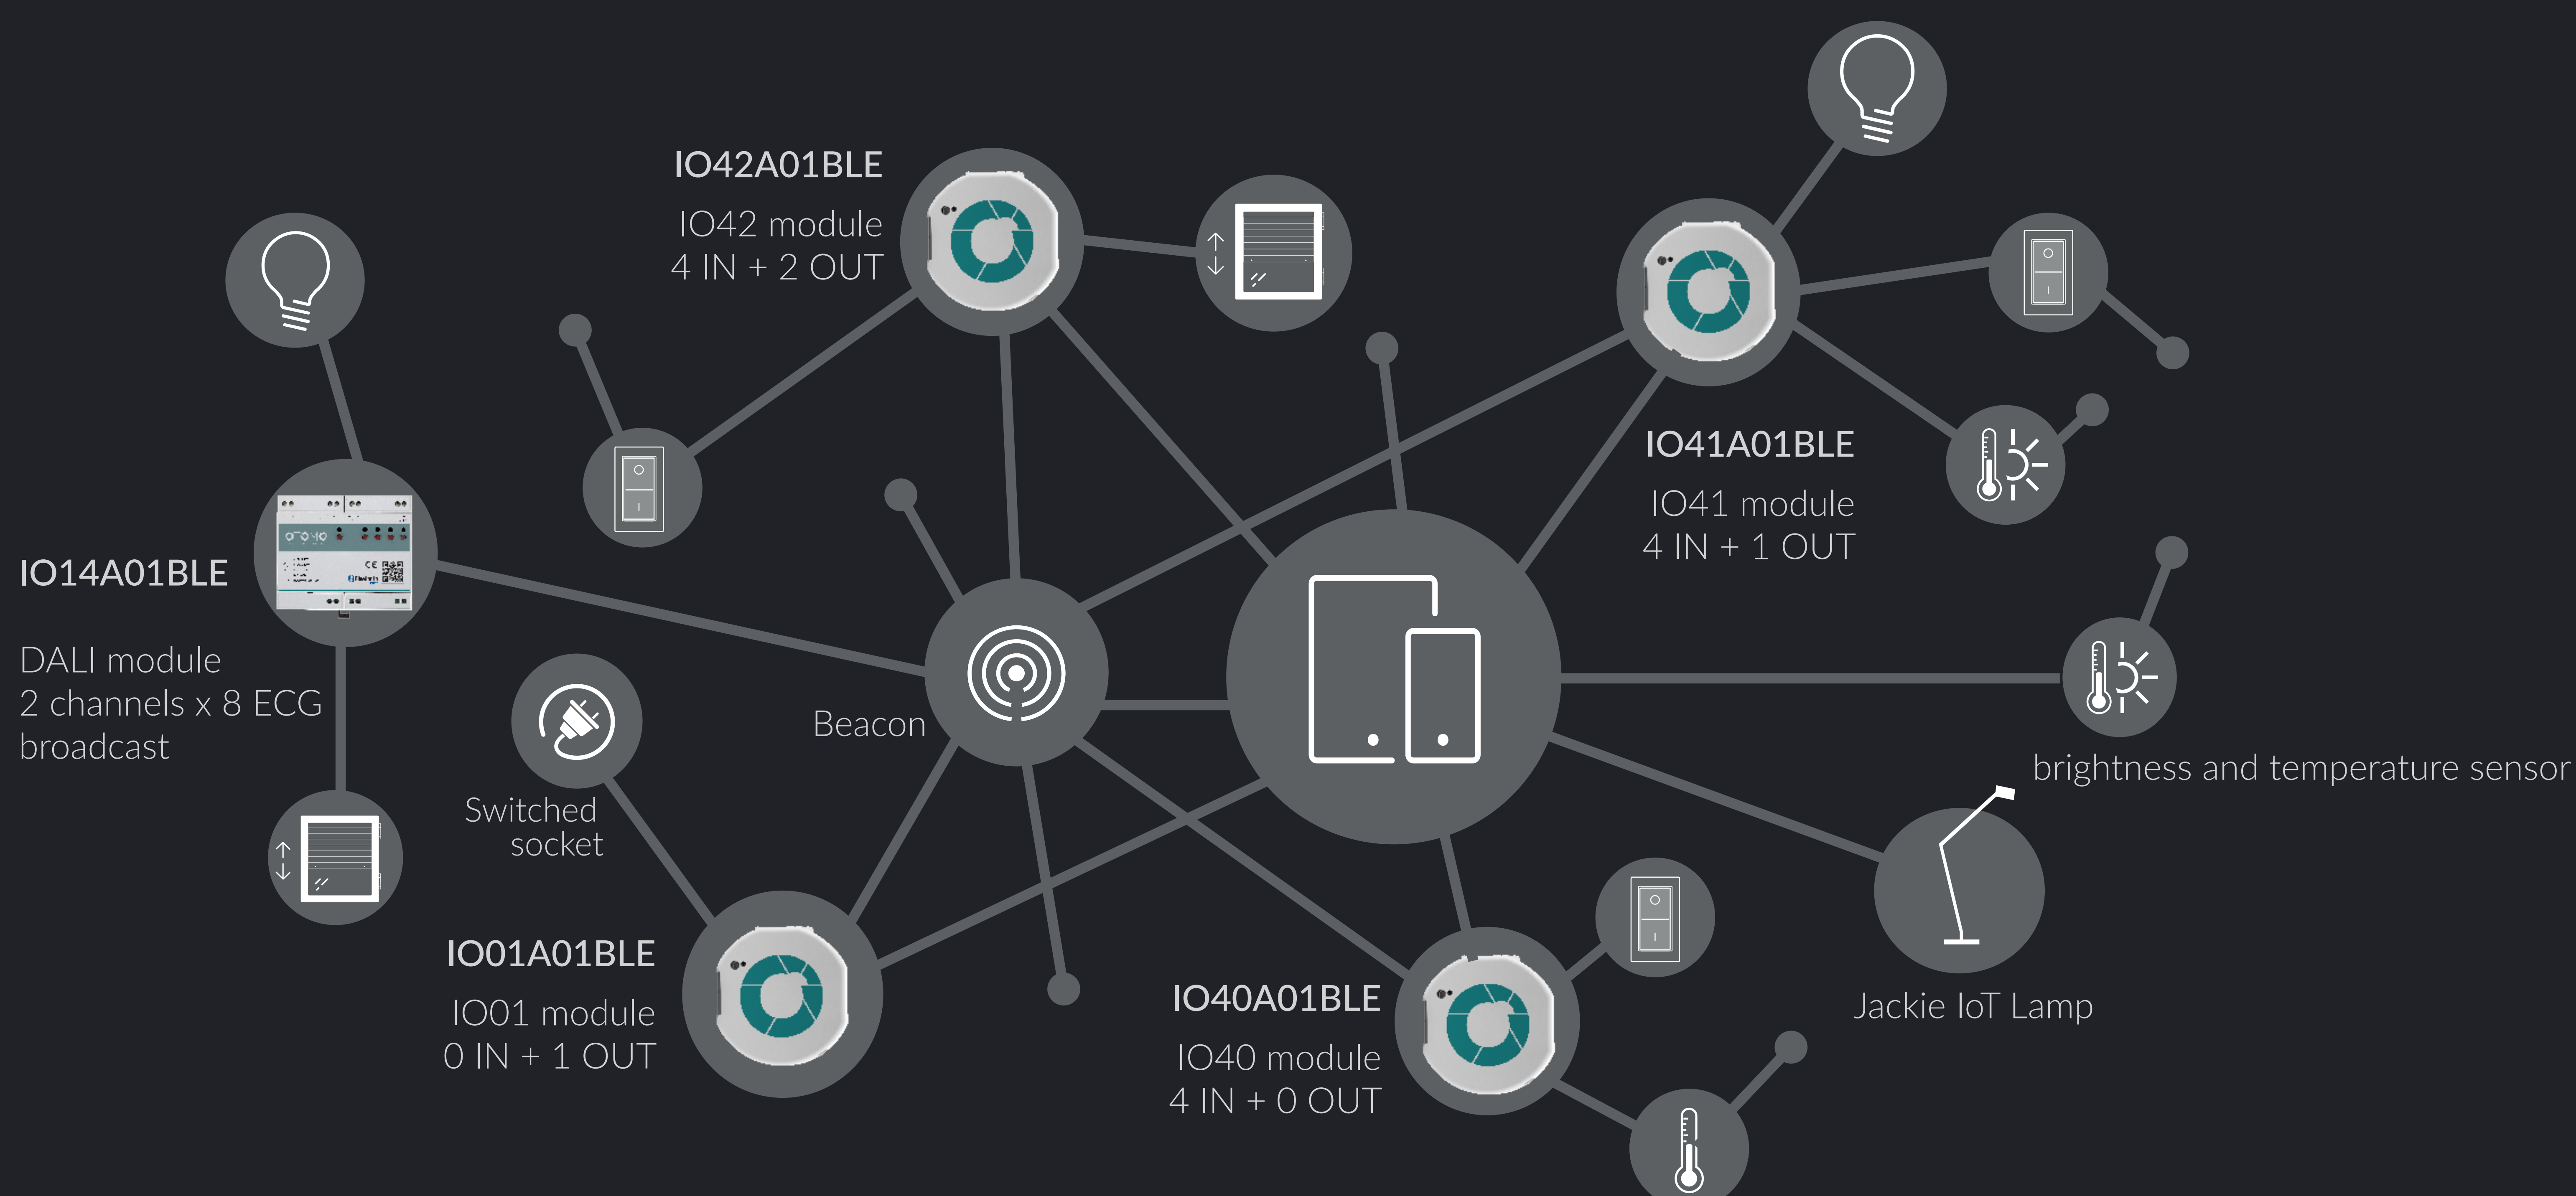 IO42A01BLE
IO42 module
4 IN + 2 OUT
IO41A01BLE
IO41 module
4 IN + 1 OUT
IO14A01BLE
DALI module
2 channels x 8 ECG
broadcast
CE
Beacon
Switched
socket
brightness and temperature sensor
IO01A01BLE
IO01 module
0 IN + 1 OUT
IO40A01BLE
IO40 module
4 IN + 0 OUT
Jackie IoT Lamp